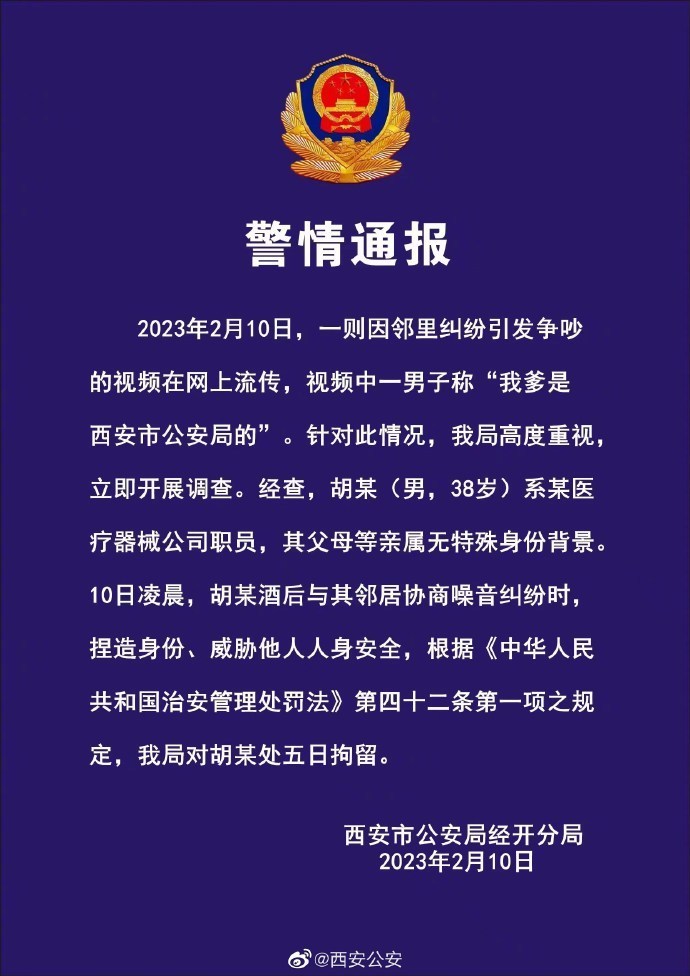 警情通报
2023年2月10日，一则因邻里纠纷引发争吵
的视频在网上流传，视频中一男子称“我爹是
西安市公安局的”。针对此情况，我局高度重视，
立即开展调查。经查，胡某（男，38岁）系某医
疗器械公司职员，其父母等亲属无特殊身份背景。
10日凌晨，胡某酒后与其邻居协商噪音纠纷时，
捏造身份、威胁他人人身安全，根据《中华人民
共和国治安管理处罚法》第四十二条第一项之规
定，我局对胡某处五日拘留。
西安市公安局经开分局
2023年2月10日
@西安公安